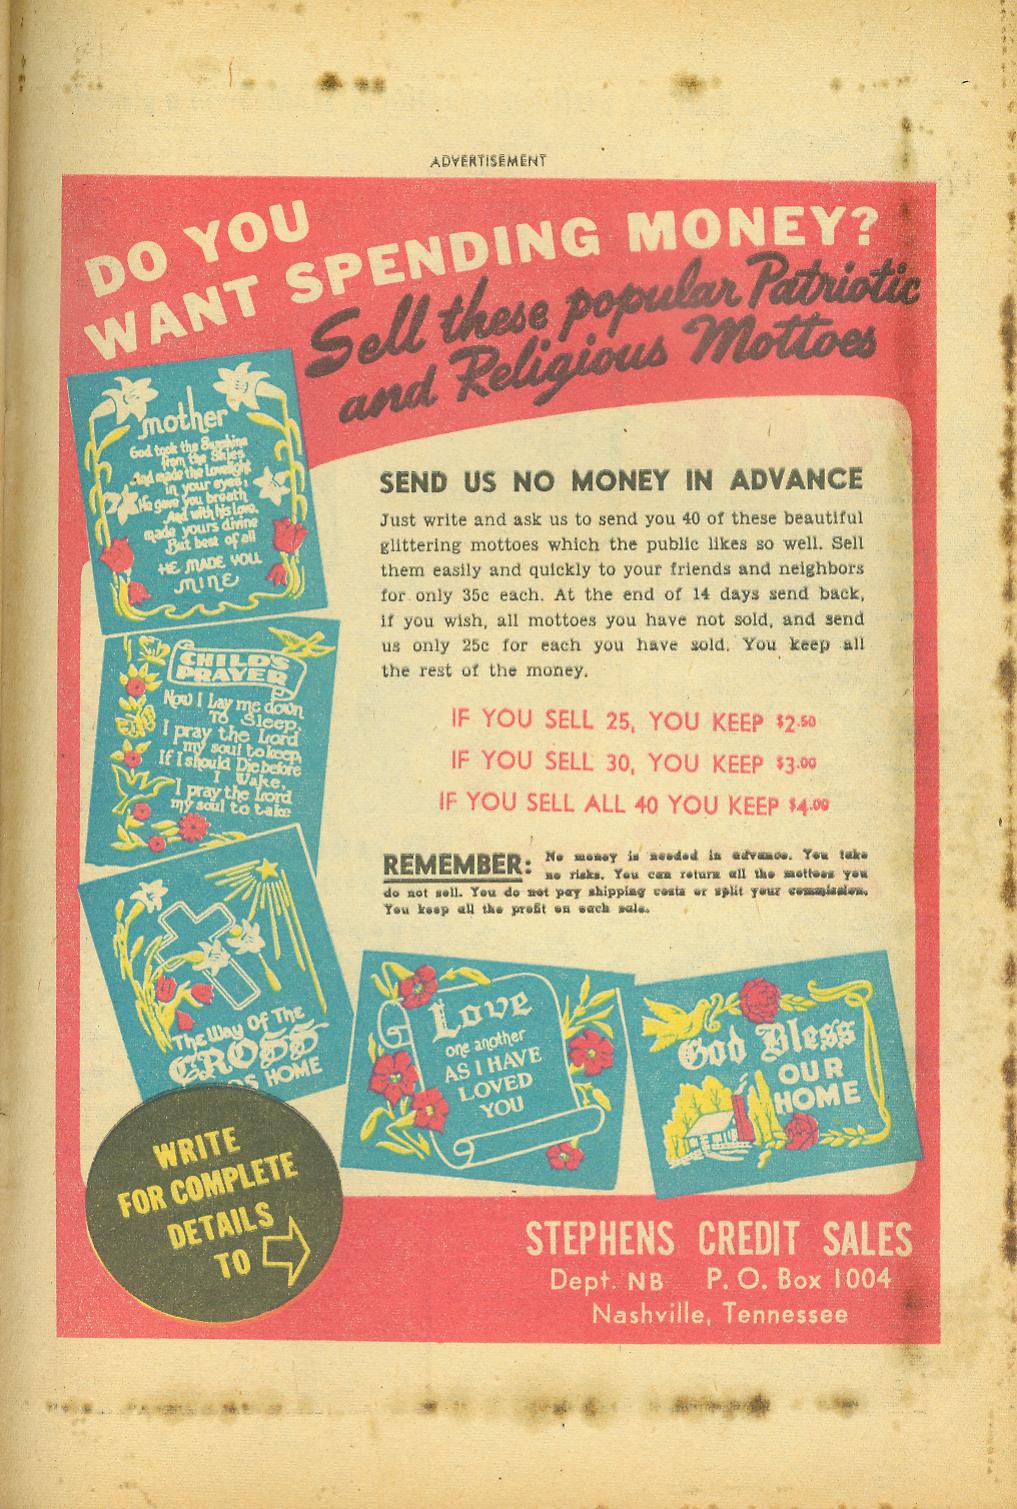 ADVERTISEMENT
DO YOU
WANT SPENDING MONEY?
Sell these popular Patriotic
and Religious Mottoes
mother
God took the Sunshine
from the Skies
And made the Lovelight
in your eyes,
He gave you breath
And with his Love,
made yours divine
But best of all
HE MADE YOU
MINE
SEND US NO MONEY IN ADVANCE
Just write and ask us to send you 40 of these beautiful
glittering mottoes which the public likes so well. Sell
them easily and quickly to your friends and neighbors
for only 35c each. At the end of 14 days send back,
if you wish, all mottoes you have not sold, and send
us only 25c for each you have sold. You keep all
the rest of the money.
IF YOU SELL 25, YOU KEEP $2.50
IF YOU SELL 30, YOU KEEP $3.00
IF YOU SELL ALL 40 YOU KEEP $4.00
REMEMBER: No money is needed in advance. You take
no risks. You can return all the mottoes you
do not sell. You do not pay shipping costs or split your commission.
You keep all the profit on each sale.
CHILD'S
PRAYER
Now I Lay me down
To Sleep,
I pray the Lord
my soul to keep,
If I should Die before
I Wake,
I pray the Lord
my soul to take
The Way Of The
CROSS
DS HOME
Love
one another
AS I HAVE
LOVED
YOU
God Bless
OUR
HOME
WRITE
FOR COMPLETE
DETAILS
TO
STEPHENS CREDIT SALES
Dept. NB P. O. Box 1004
Nashville, Tennessee